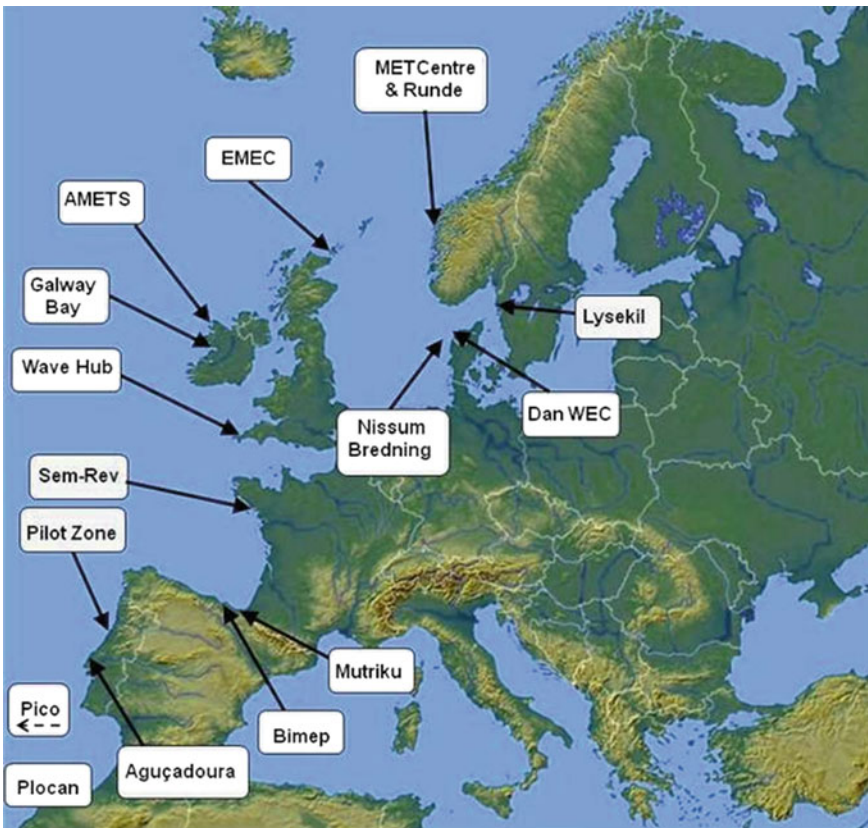 METCentre
& Runde
EMEC
AMETS
Galway
Bay
Wave Hub
Lysekil
Nissum
Bredning
Dan WEC
Sem-Rev
Pilot Zone
Mutriku
Pico
Bimep
Aguçadoura
Plocan